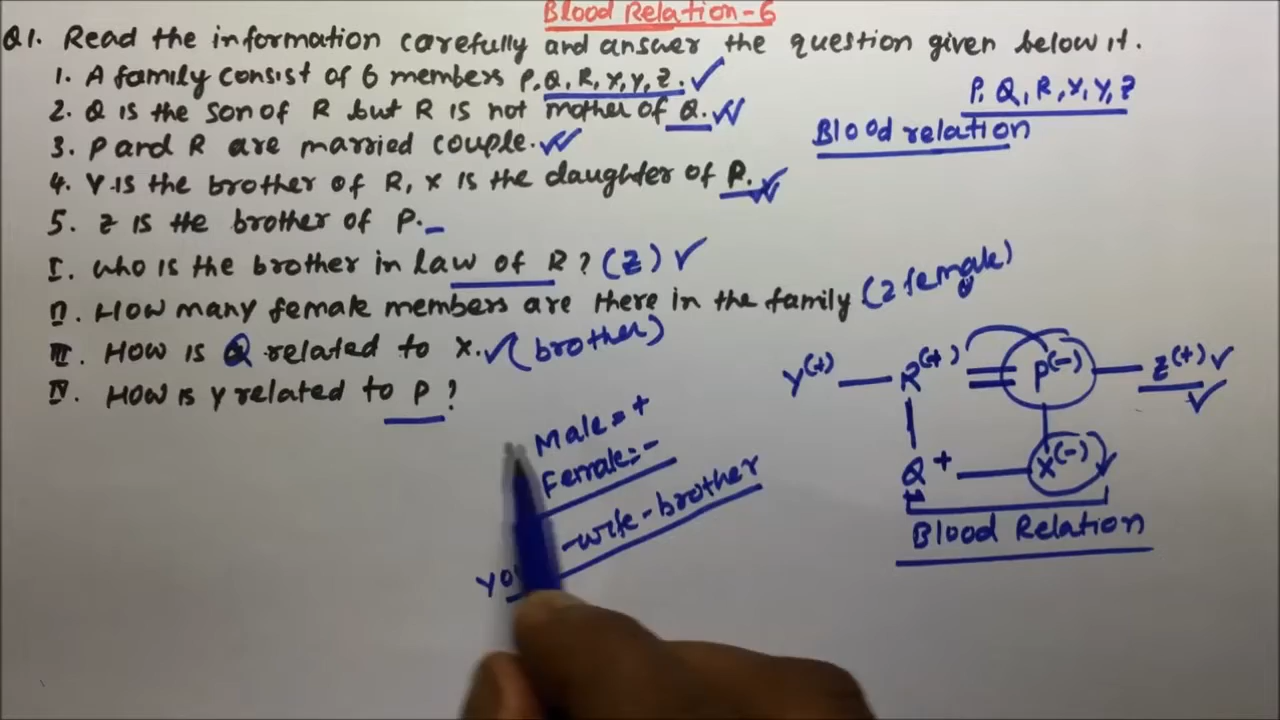 Blood Relation-6
Q1. Read the information carefully and answer the question given below it.
1. A family consist of 6 members P,Q,R,X,Y,Z.
2. Q is the son of R but R is not mother of Q.
3. P and R are married couple.
4. Y is the brother of R, X is the daughter of P.
5. Z is the brother of P.
I. who is the brother in law of R? (Z)
II. How many female members are there in the family (2 female)
III. How is Q related to X. (brother)
IV. How is Y related to P?
P, Q, R, X, Y, Z
Blood relation
Male = +
Female = -
-wife-brother
Y(+) R(+) P(-) Z(+)
Q + X(-)
Blood Relation